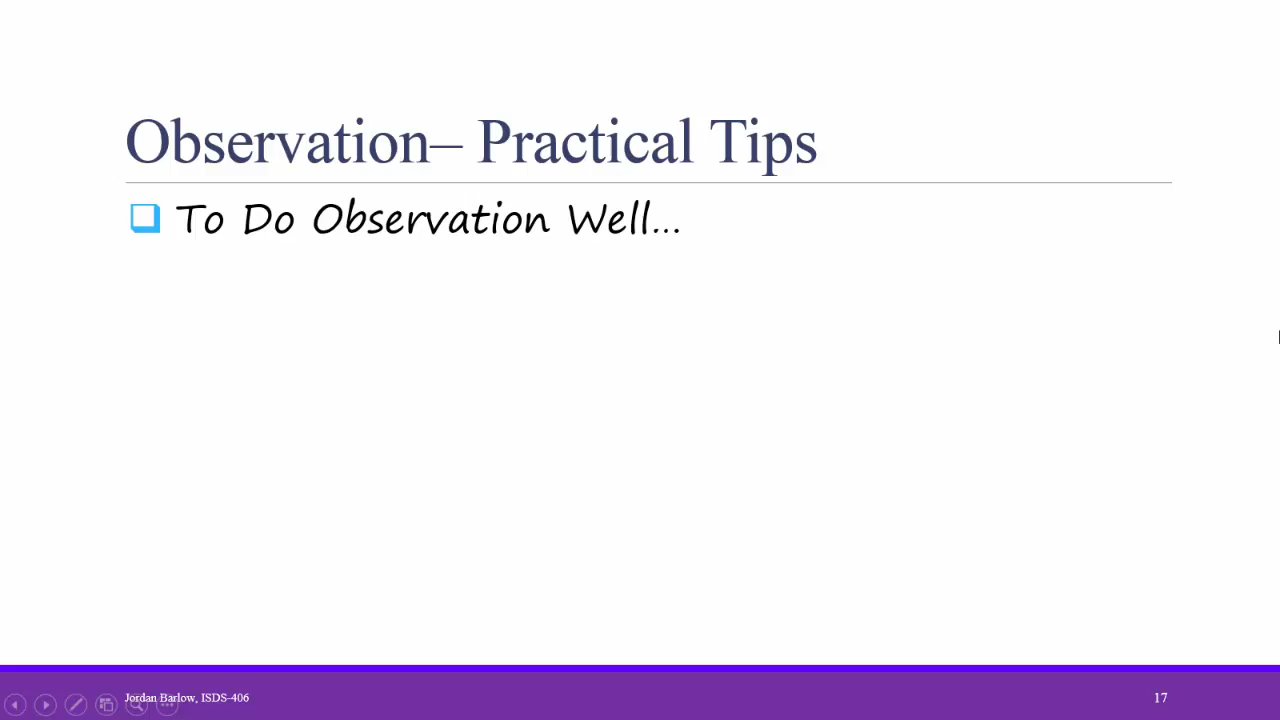 Observation– Practical Tips
To Do Observation Well...
Jordan Barlow, ISDS-406
17